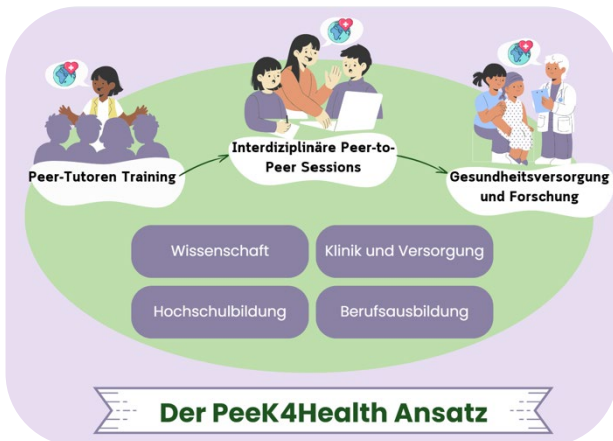 Peer-Tutoren Training
Interdiziplinäre Peer-to-
Peer Sessions
Gesundheitsversorgung
und Forschung
Wissenschaft
Klinik und Versorgung
Hochschulbildung
Berufsausbildung
Der PeeK4Health Ansatz